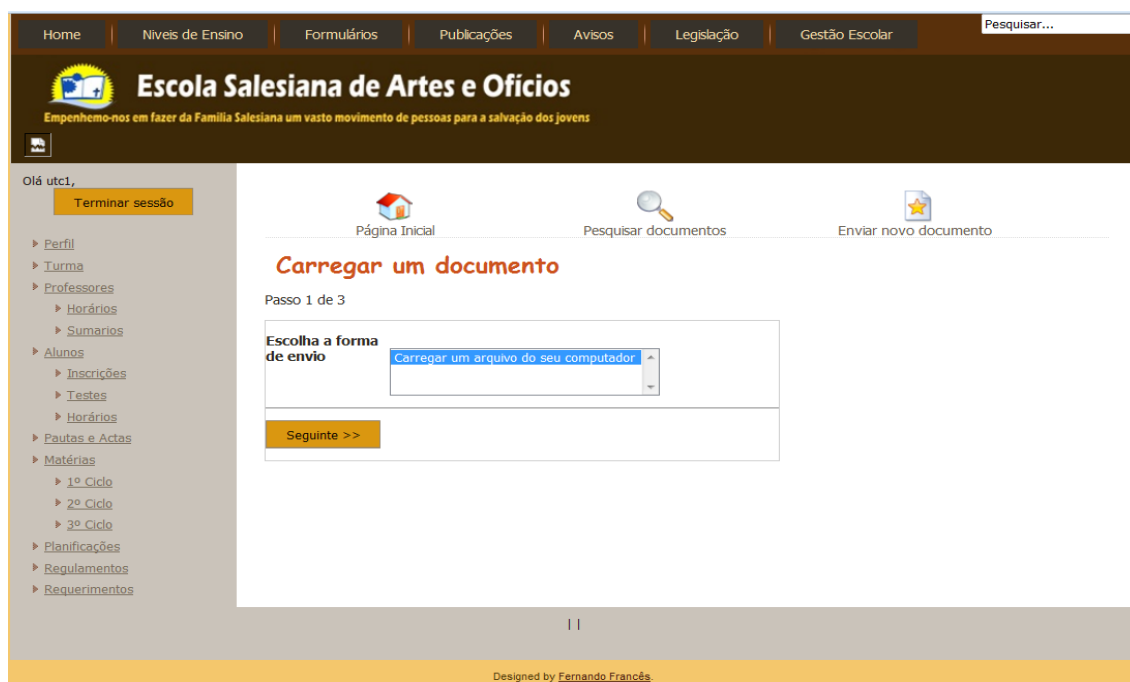 Home
Niveis de Ensino
Formulários
Publicações
Avisos
Legislação
Gestão Escolar
Pesquisar...
Escola Salesiana de Artes e Ofícios
Empenhemo-nos em fazer da Familia Salesiana um vasto movimento de pessoas para a salvação dos jovens
Olá utc1,
Terminar sessão
Perfil
Turma
Professores
Horários
Sumarios
Alunos
Inscrições
Testes
Horários
Pautas e Actas
Matérias
1º Ciclo
2º Ciclo
3º Ciclo
Planificações
Regulamentos
Requerimentos
Página Inicial
Pesquisar documentos
Enviar novo documento
Carregar um documento
Passo 1 de 3
Escolha a forma
de envio
Carregar um arquivo do seu computador
Seguinte >>
| |
Designed by Fernando Francês.